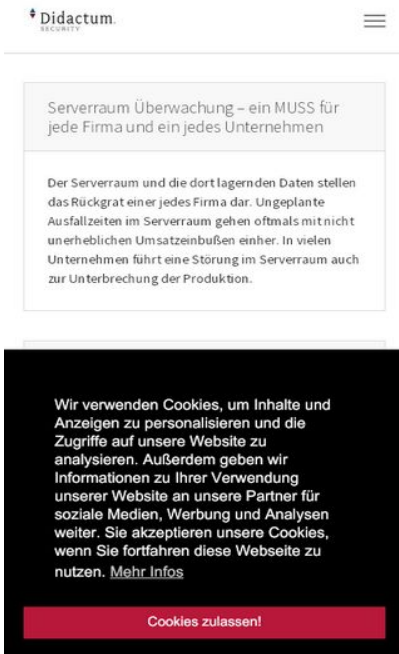 Didactum.
SECURITY
Serverraum Überwachung – ein MUSS für
jede Firma und ein jedes Unternehmen
Der Serverraum und die dort lagernden Daten stellen
das Rückgrat einer jedes Firma dar. Ungeplante
Ausfallzeiten im Serverraum gehen oftmals mit nicht
unerheblichen Umsatzeinbußen einher. In vielen
Unternehmen führt eine Störung im Serverraum auch
zur Unterbrechung der Produktion.
Wir verwenden Cookies, um Inhalte und
Anzeigen zu personalisieren und die
Zugriffe auf unsere Website zu
analysieren. Außerdem geben wir
Informationen zu Ihrer Verwendung
unserer Website an unsere Partner für
soziale Medien, Werbung und Analysen
weiter. Sie akzeptieren unsere Cookies,
wenn Sie fortfahren diese Webseite zu
nutzen. Mehr Infos
Cookies zulassen!